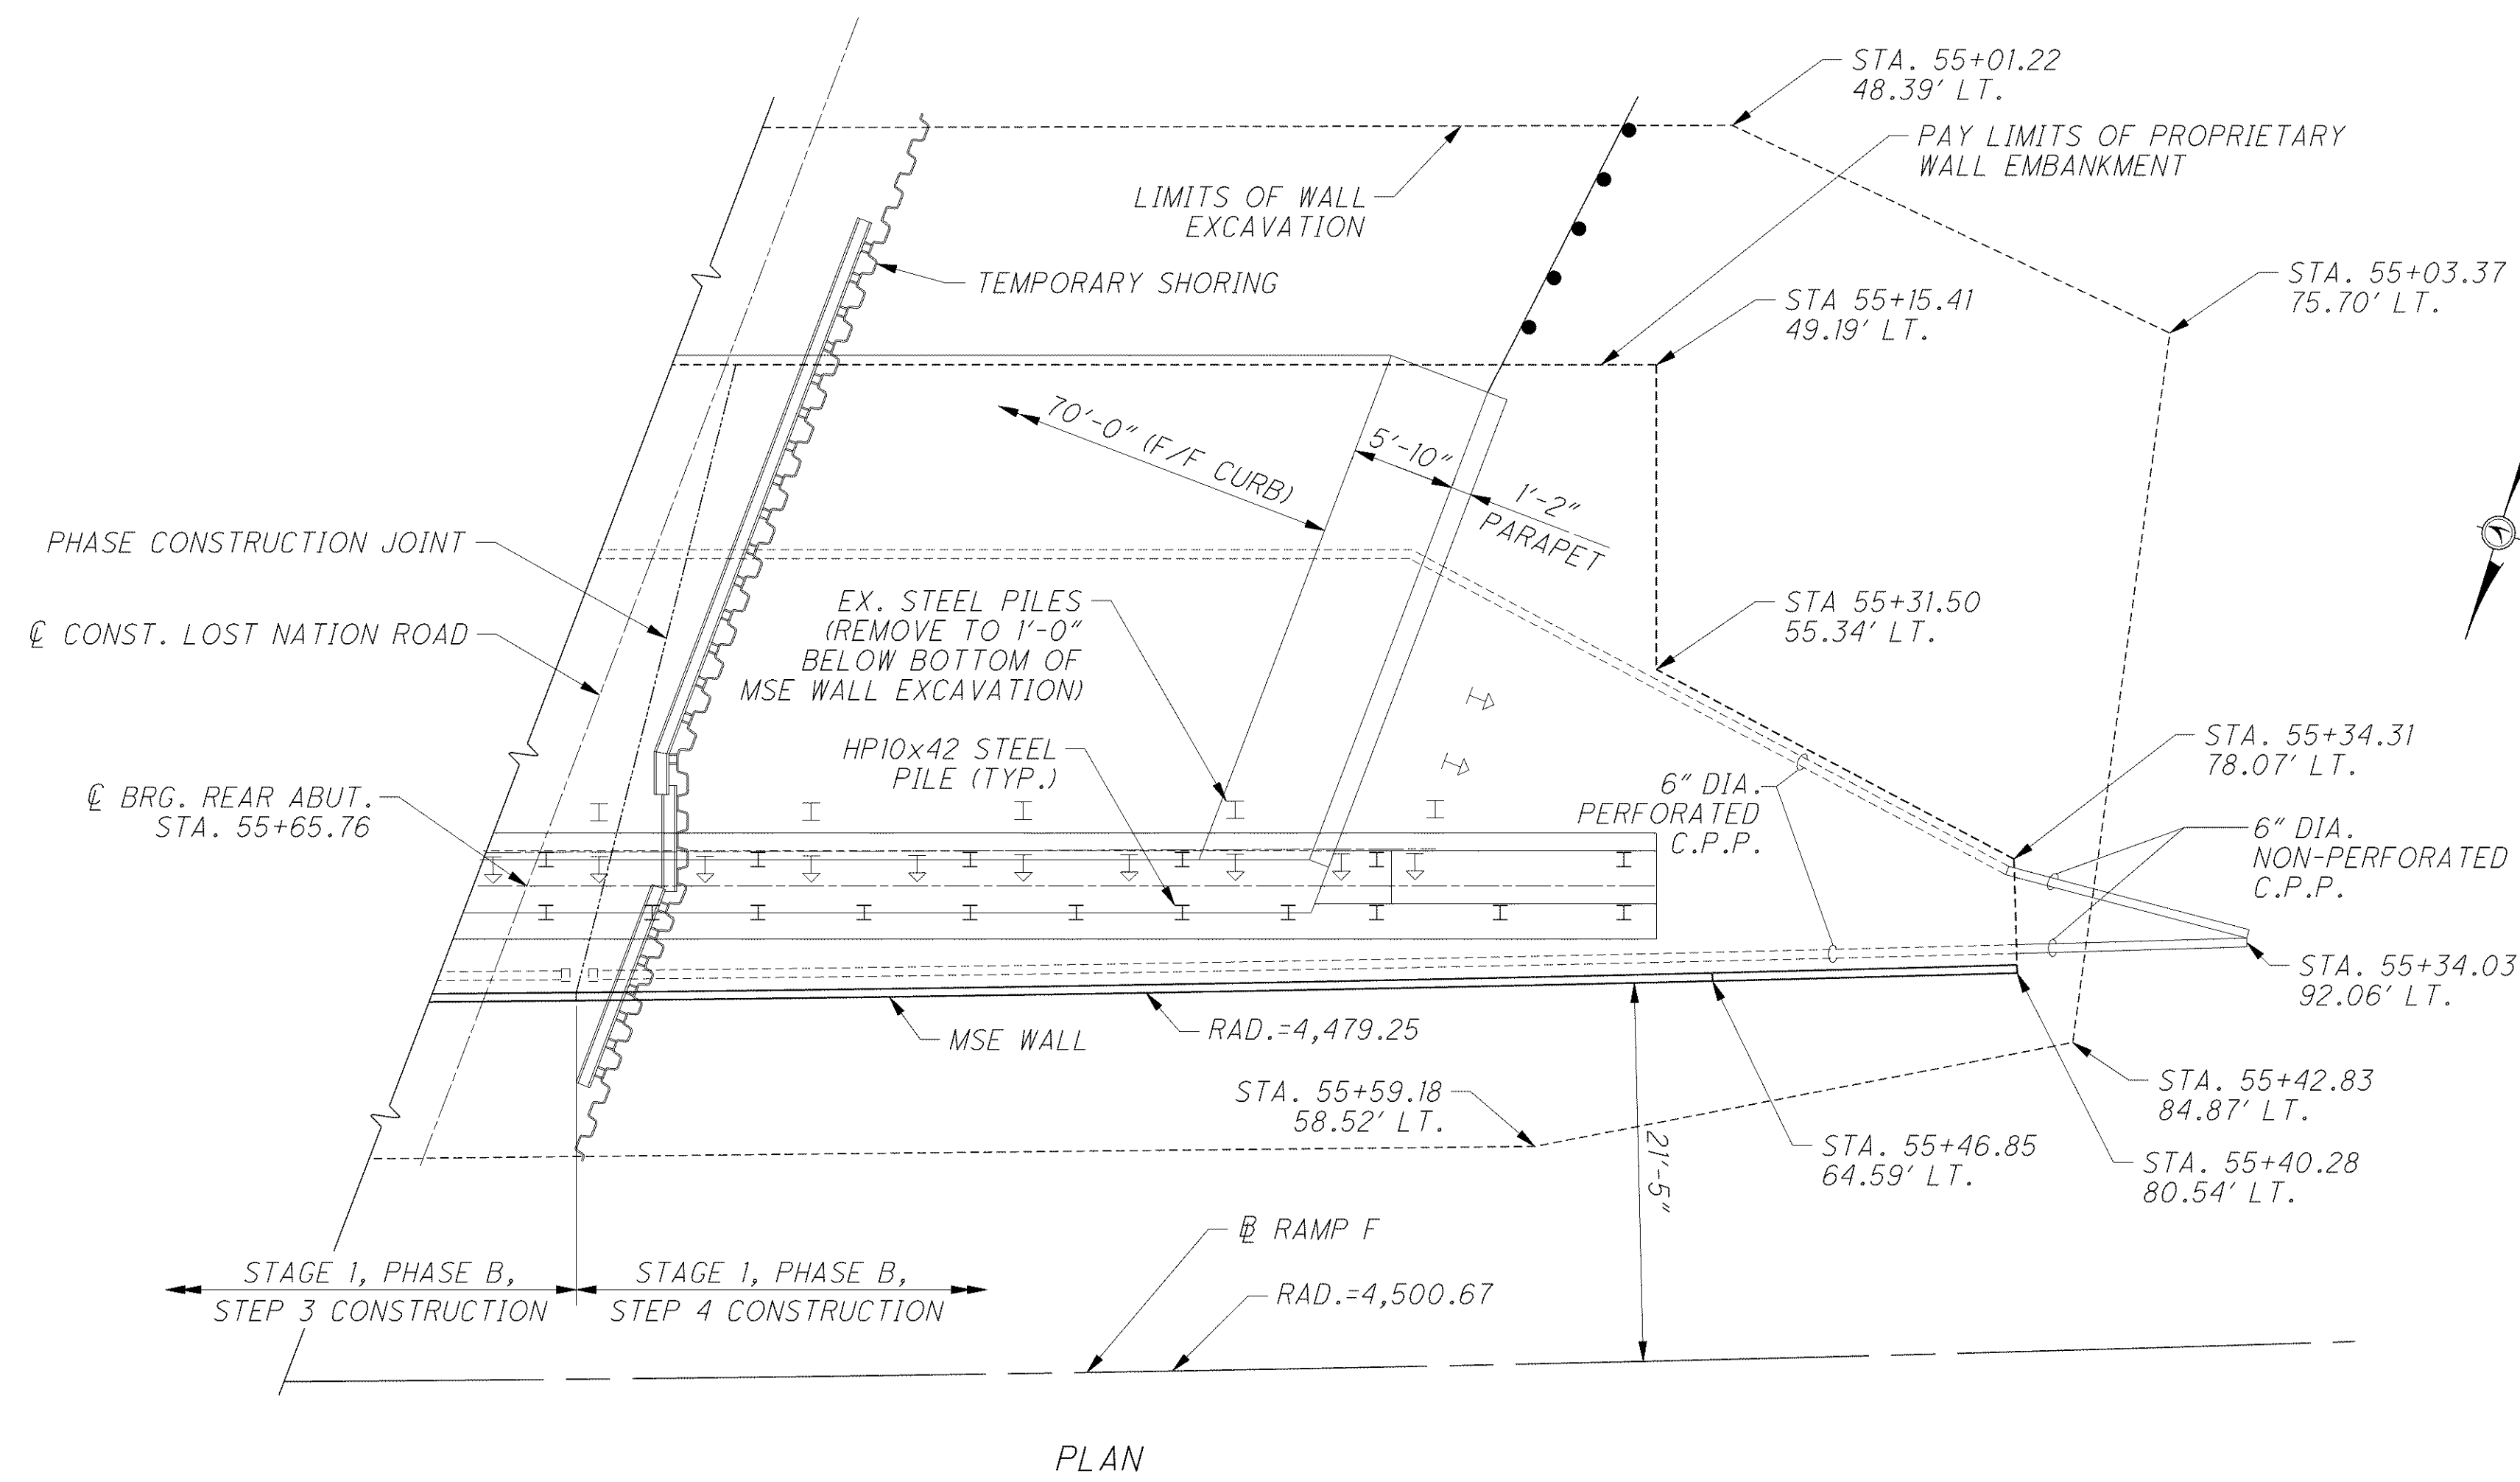 STA. 55+01.22
48.39' LT.
PAY LIMITS OF PROPRIETARY
WALL EMBANKMENT
LIMITS OF WALL
EXCAVATION
TEMPORARY SHORING
STA. 55+03.37
75.70' LT.
STA 55+15.41
49.19' LT.
70'-0" (F/F CURB)
5'-10"
1'-2"
PARAPET
PHASE CONSTRUCTION JOINT
℄ CONST. LOST NATION ROAD
EX. STEEL PILES
(REMOVE TO 1'-0"
BELOW BOTTOM OF
MSE WALL EXCAVATION)
STA 55+31.50
55.34' LT.
HP10x42 STEEL
PILE (TYP.)
STA. 55+34.31
78.07' LT.
℄ BRG. REAR ABUT.
STA. 55+65.76
6" DIA.
PERFORATED
C.P.P.
6" DIA.
NON-PERFORATED
C.P.P.
STA. 55+34.03
92.06' LT.
MSE WALL
RAD.=4,479.25
STA. 55+59.18
58.52' LT.
21'-5"
STA. 55+42.83
84.87' LT.
STA. 55+46.85
64.59' LT.
STA. 55+40.28
80.54' LT.
BL RAMP F
RAD.=4,500.67
STAGE 1, PHASE B,
STEP 3 CONSTRUCTION
STAGE 1, PHASE B,
STEP 4 CONSTRUCTION
PLAN